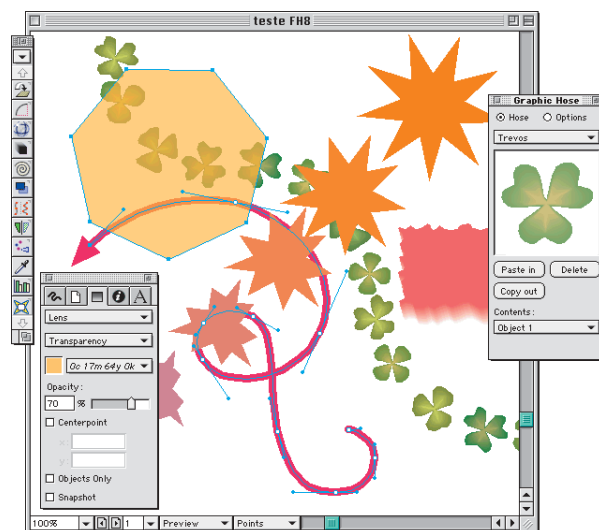 teste FH8
Graphic Hose
Hose Options
Trevos
Paste in Delete
Copy out
Contents:
Object 1
A
Lens
Transparency
0c 17m 64y 0k
Opacity:
70 %
Centerpoint
x:
y:
Objects Only
Snapshot
100% 1 Preview Points